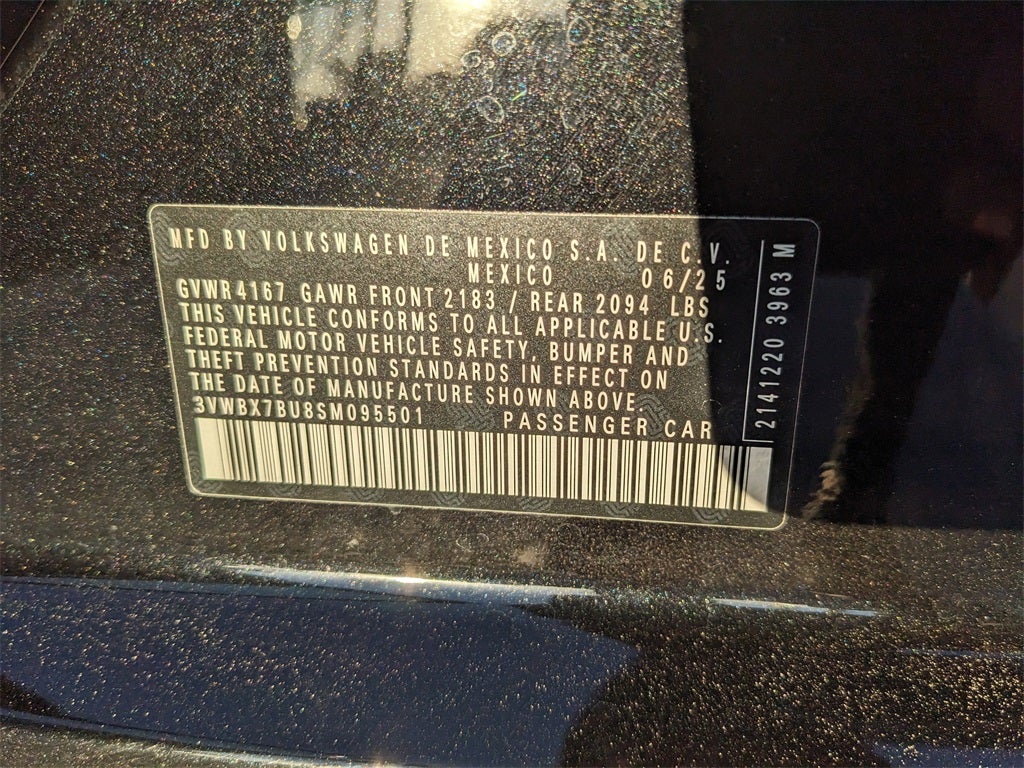 MFD BY VOLKSWAGEN DE MEXICO S.A. DE C.V.
MEXICO 06/25
GVWR 4167 GAWR FRONT 2183 / REAR 2094 LBS
THIS VEHICLE CONFORMS TO ALL APPLICABLE U.S.
FEDERAL MOTOR VEHICLE SAFETY, BUMPER AND
THEFT PREVENTION STANDARDS IN EFFECT ON
THE DATE OF MANUFACTURE SHOWN ABOVE.
3VWBX7BU8SM095501 PASSENGER CAR
2141220 3963 M